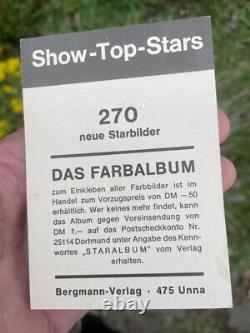 Show-Top-Stars
270
neue Starbilder
DAS FARBALBUM
zum Einkleben aller Farbbilder ist im
Handel zum Vorzugspreis von DM —.50
erhältlich. Wer keines mehr findet, kann
das Album gegen Voreinsendung von
DM 1.— auf das Postscheckkonto Nr.
25114 Dortmund unter Angabe des Kenn-
wortes „STARALBUM" vom Verlag
erhalten.
Bergmann-Verlag · 475 Unna
ebay